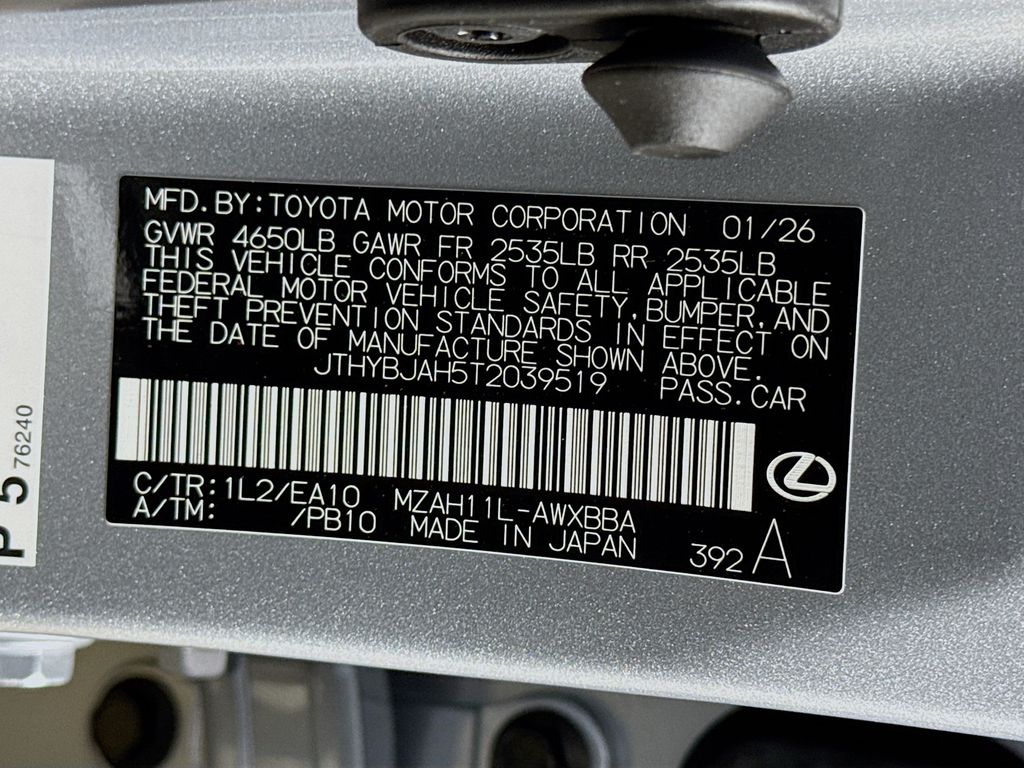 MFD.BY:TOYOTA MOTOR CORPORATION 01/26
GVWR 4650LB GAWR FR 2535LB RR 2535LB
THIS VEHICLE CONFORMS TO ALL APPLICABLE
FEDERAL MOTOR VEHICLE SAFETY,BUMPER,AND
THEFT PREVENTION STANDARDS IN EFFECT ON
THE DATE OF MANUFACTURE SHOWN ABOVE.
JTHYBJAH5T2039519 PASS.CAR
C/TR:1L2/EA10 MZAH11L-AWXBBA
A/TM: /PB10 MADE IN JAPAN 392 A
P 5 76240